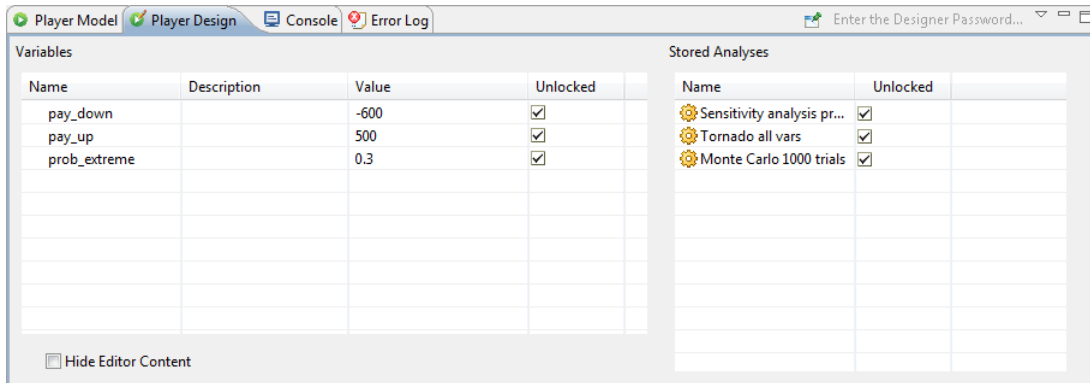 Player Model Player Design Console Error Log Enter the Designer Password...
Variables Stored Analyses
Name Description Value Unlocked Name Unlocked
pay_down -600 Sensitivity analysis pr...
pay_up 500 Tornado all vars
prob_extreme 0.3 Monte Carlo 1000 trials
Hide Editor Content